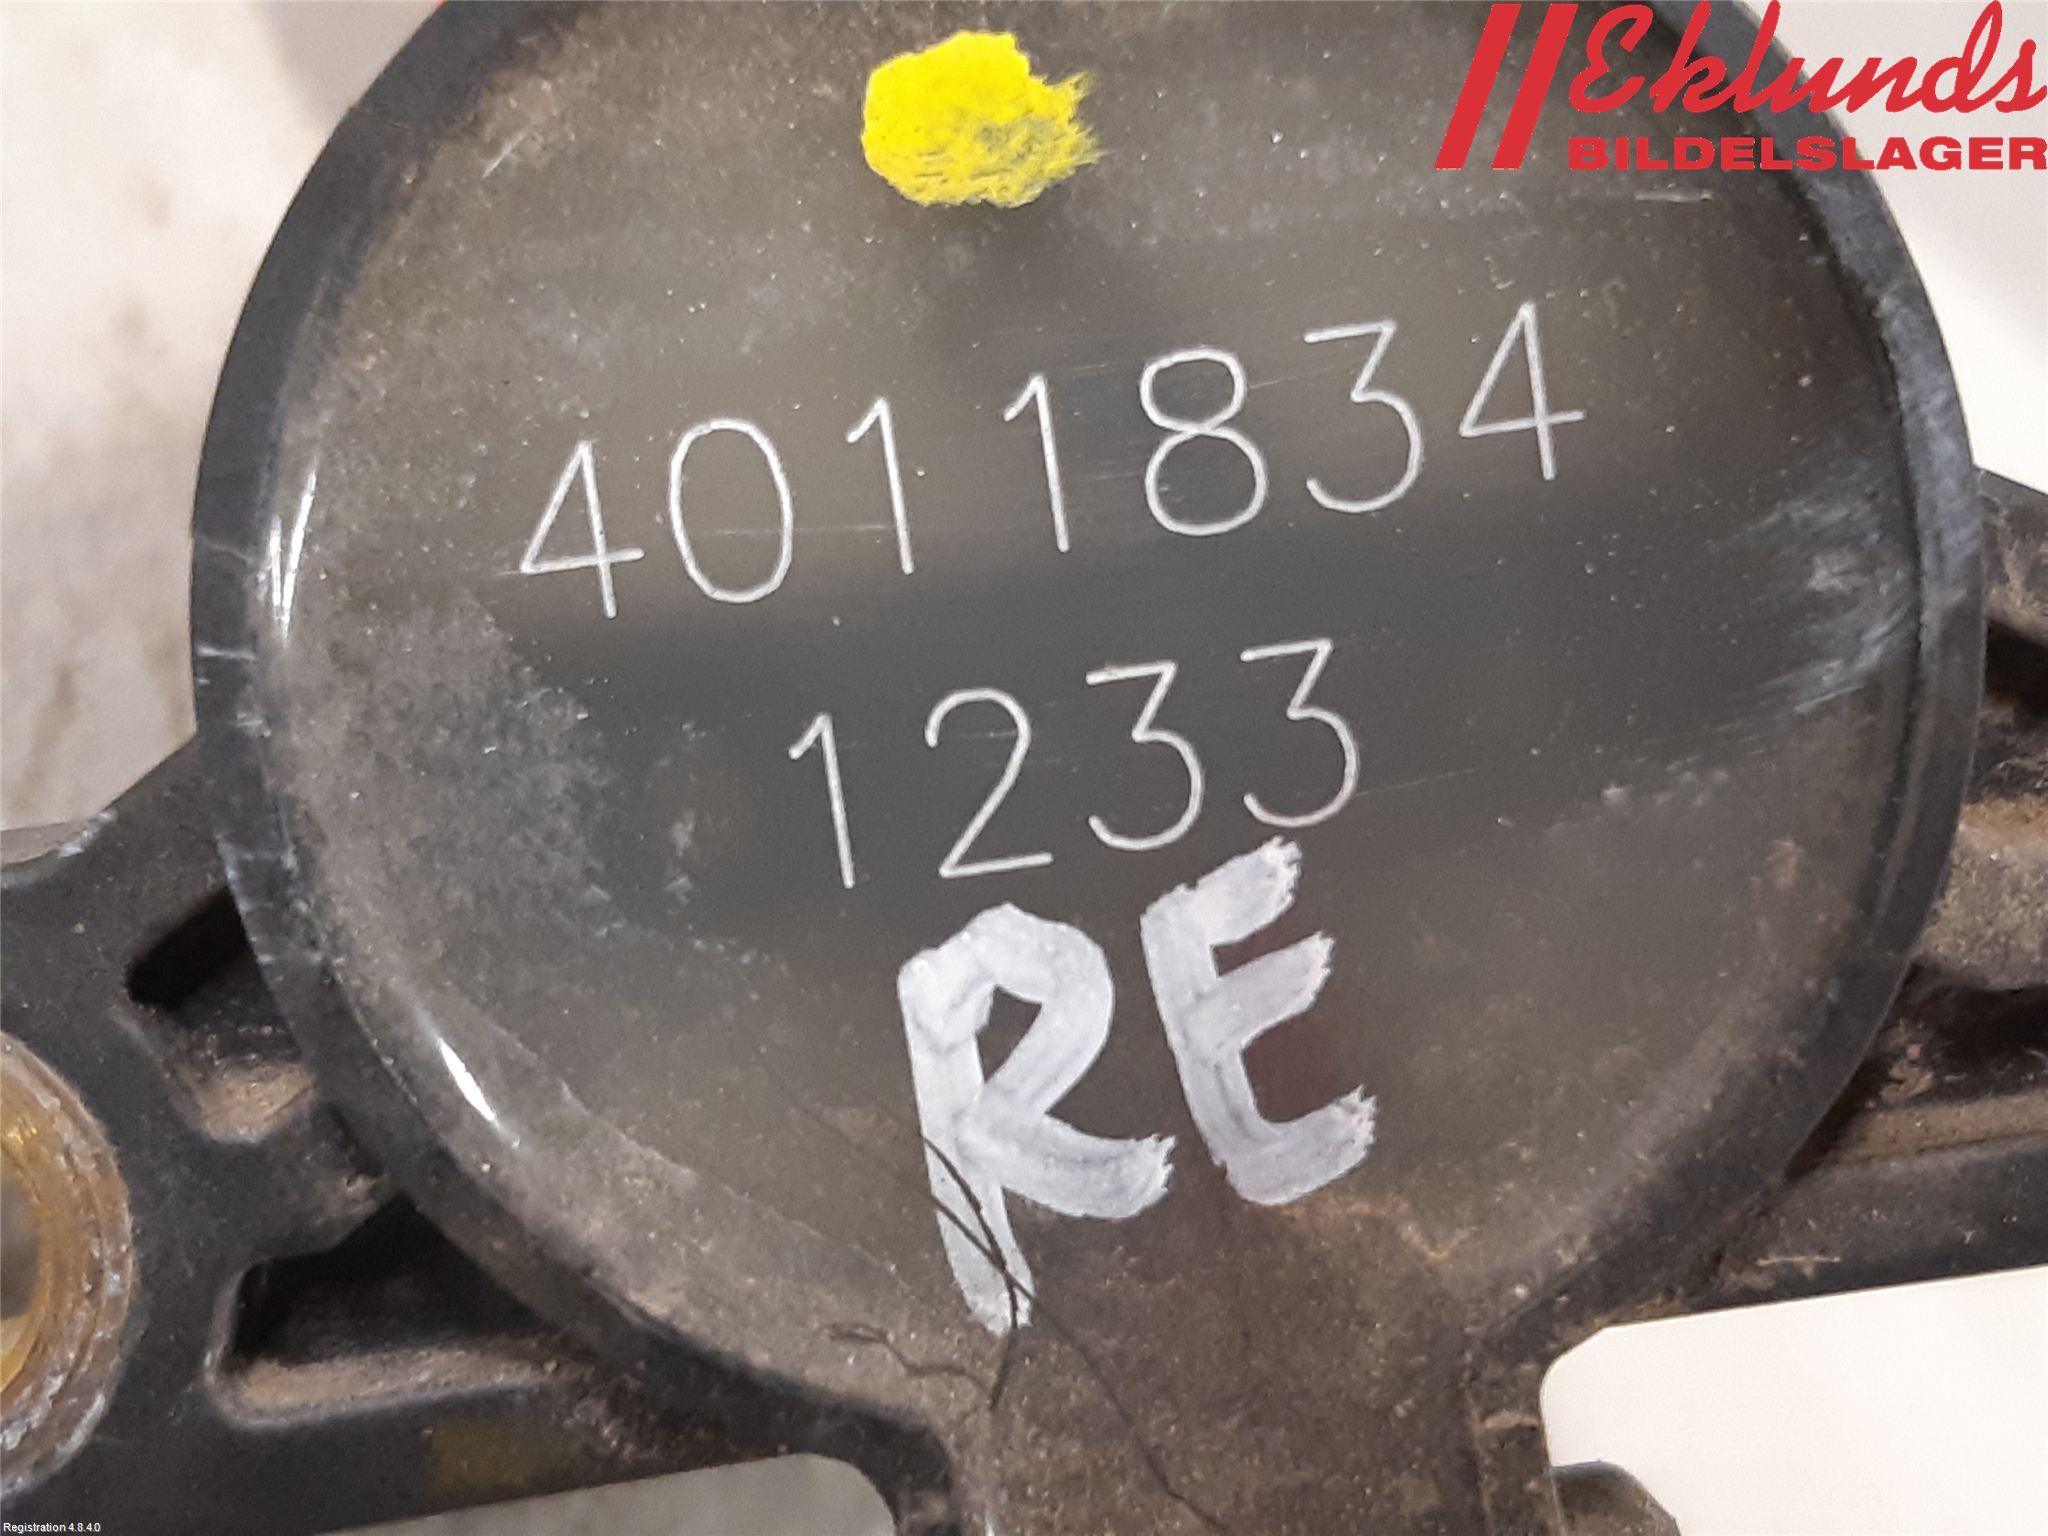 Eklunds
BILDELSLAGER
4011834
1233
RE
Registration 4.8.4.0